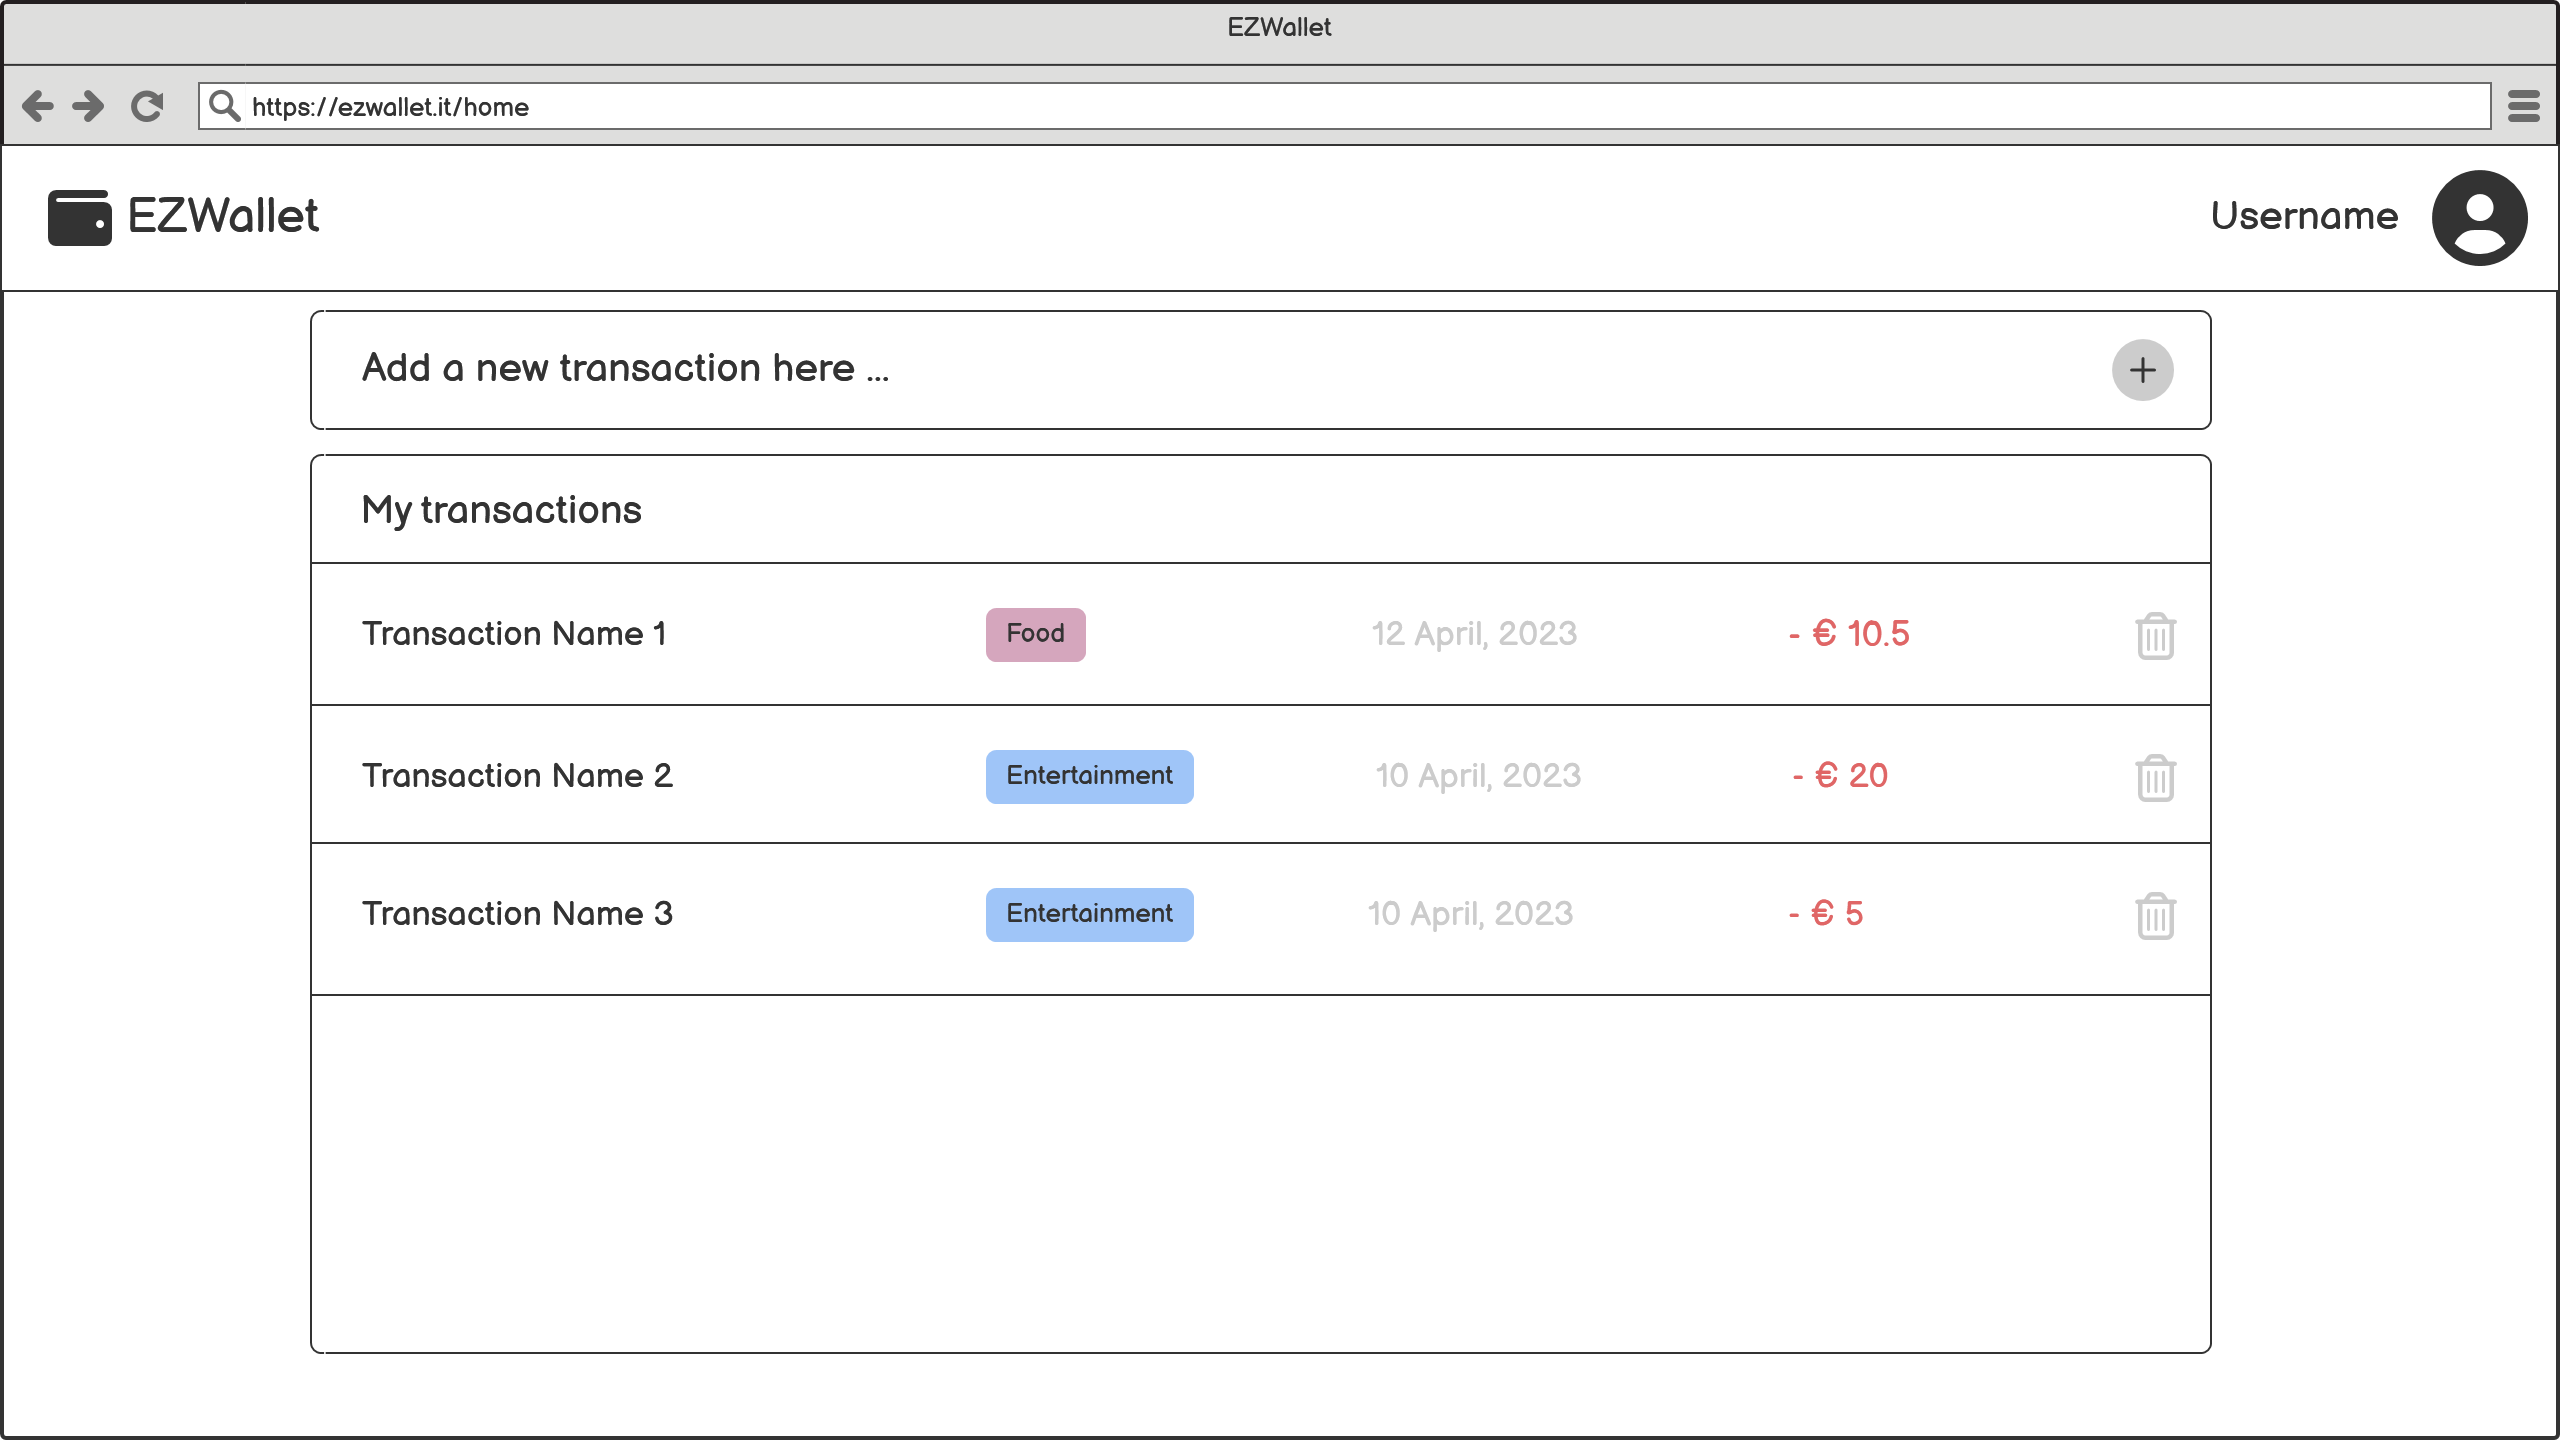 EZWallet
https://ezwallet.it/home
EZWallet
Username
Add a new transaction here ...
My transactions
Transaction Name 1 Food 12 April, 2023 - € 10.5
Transaction Name 2 Entertainment 10 April, 2023 - € 20
Transaction Name 3 Entertainment 10 April, 2023 - € 5